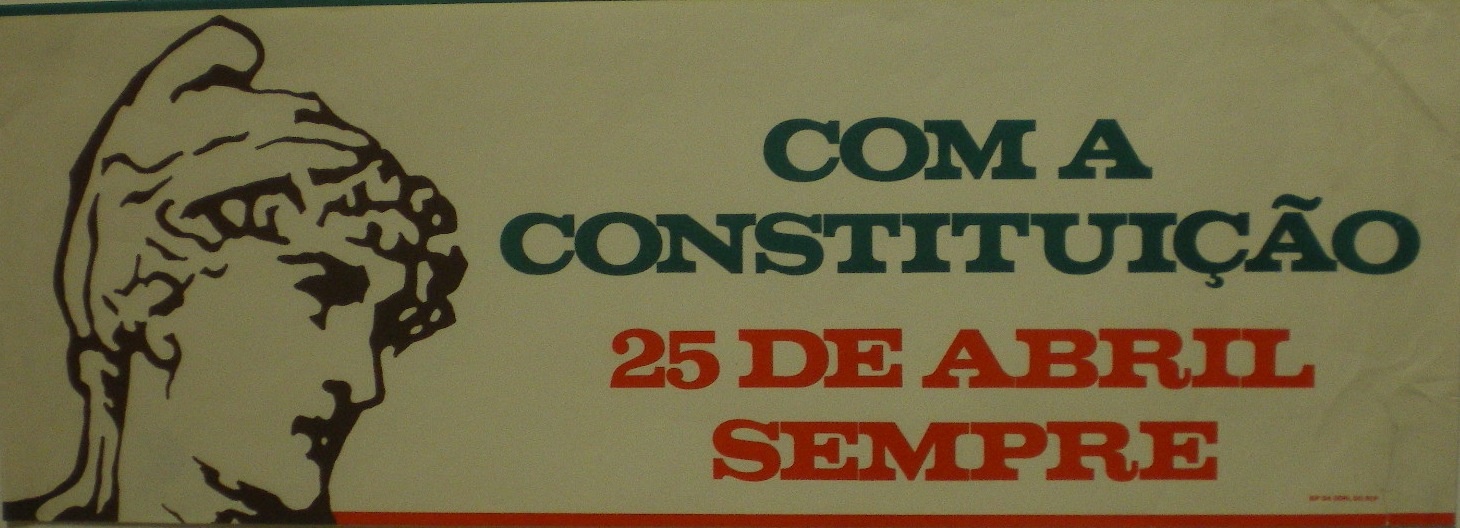 COM A
CONSTITUIÇÃO
25 DE ABRIL
SEMPRE